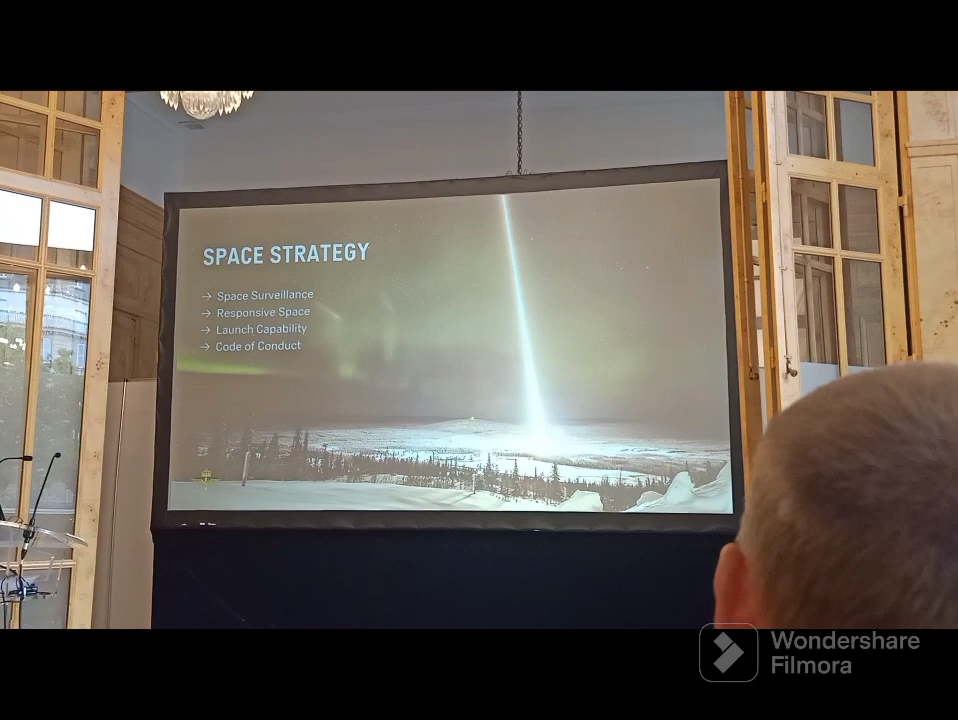 SPACE STRATEGY
→ Space Surveillance
→ Responsive Space
→ Launch Capability
→ Code of Conduct
Wondershare
Filmora